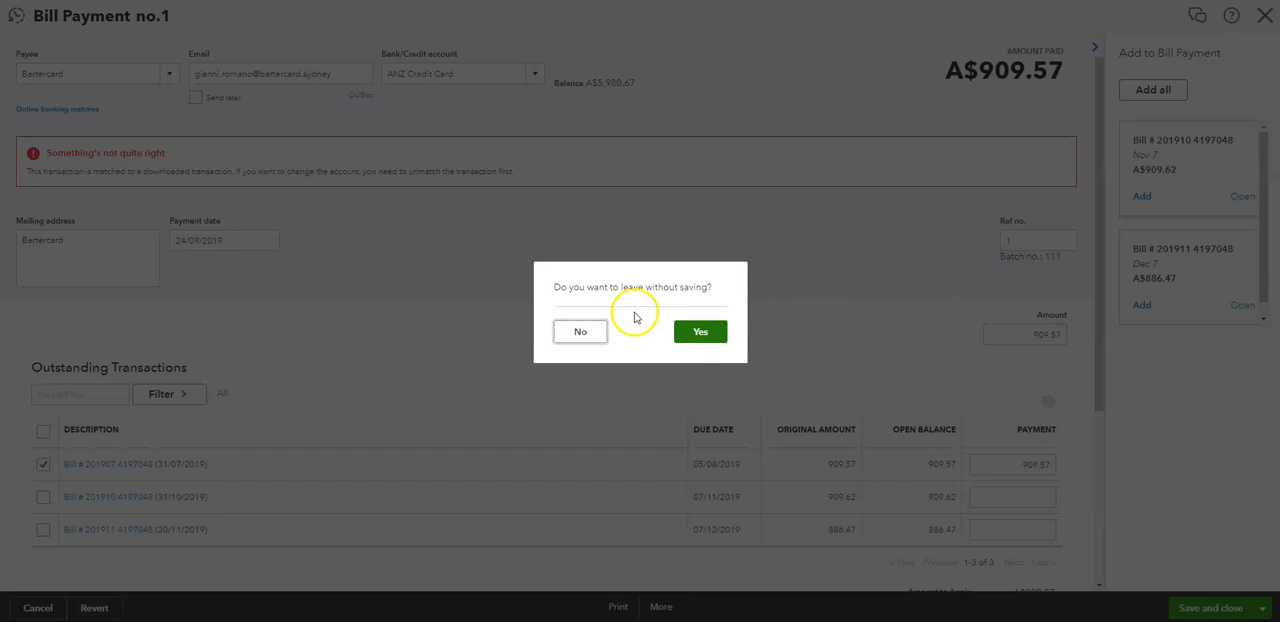 Bill Payment no.1
Payee
Email
Bank/Credit account
AMOUNT PAID
Add to Bill Payment
Bartercard
gienni.romano@bartercard.sydney
ANZ Credit Card
Balance A$5,980.67
A$909.57
Send later
Cc/Bcc
Add all
Online banking matches
Something's not quite right
This transaction is matched to a downloaded transaction. If you want to change the account, you need to unmatch the transaction first.
Bill # 201910 4197048
Nov 7
A$909.62
Add
Open
Mailing address
Payment date
Ref no.
Bartercard
24/09/2019
1
Batch no.: 111
Bill # 201911 4197048
Dec 7
A$886.47
Add
Open
Do you want to leave without saving?
No
Yes
Amount
909.57
Outstanding Transactions
Filter
All
DESCRIPTION
DUE DATE
ORIGINAL AMOUNT
OPEN BALANCE
PAYMENT
Bill # 201907 4197048 (31/07/2019)
05/08/2019
909.57
909.57
909.57
Bill # 201910 4197048 (31/10/2019)
07/11/2019
909.62
909.62
Bill # 201911 4197048 (30/11/2019)
07/12/2019
886.47
886.47
< First Previous 1-3 of 3 Next Last >
Cancel
Revert
Print
More
Save and close